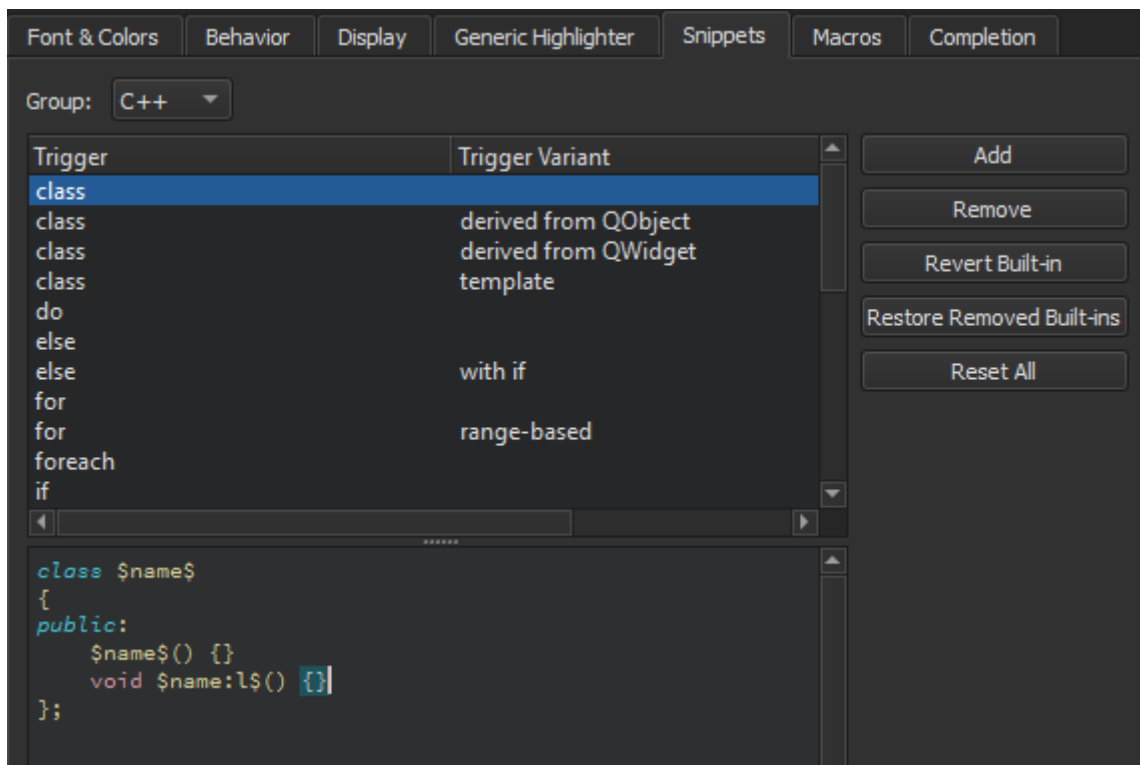 Font & Colors Behavior Display Generic Highlighter Snippets Macros Completion
Group: C++
Trigger Trigger Variant
class
class derived from QObject
class derived from QWidget
class template
do
else
else with if
for
for range-based
foreach
if
Add
Remove
Revert Built-in
Restore Removed Built-ins
Reset All
class $name$
{
public:
    $name$() {}
    void $name:l$() {}
};